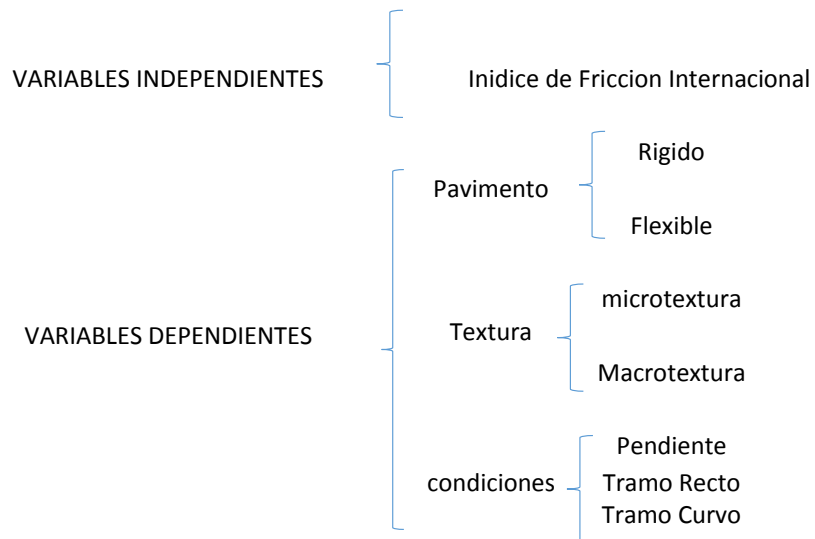 VARIABLES INDEPENDIENTES
Inidice de Friccion Internacional
Rigido
Pavimento
Flexible
microtextura
VARIABLES DEPENDIENTES
Textura
Macrotextura
Pendiente
condiciones
Tramo Recto
Tramo Curvo